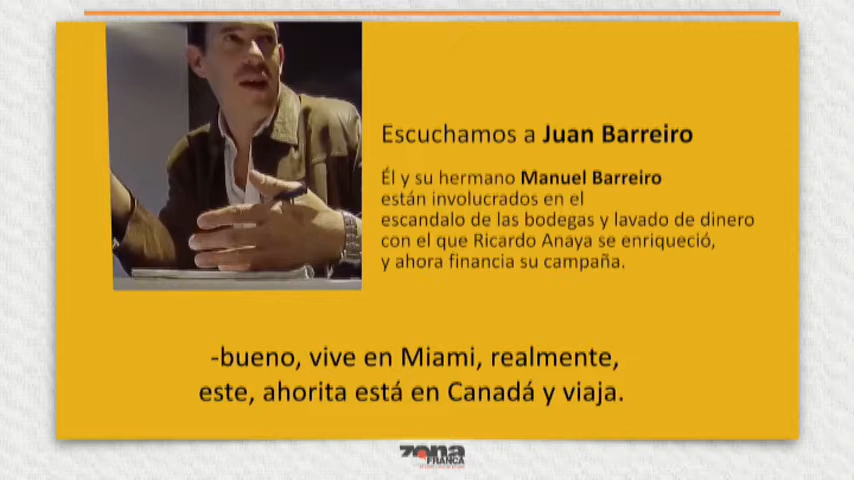 Escuchamos a Juan Barreiro
Él y su hermano Manuel Barreiro
están involucrados en el
escandalo de las bodegas y lavado de dinero
con el que Ricardo Anaya se enriqueció,
y ahora financia su campaña.
-bueno, vive en Miami, realmente,
este, ahorita está en Canadá y viaja.
zona
FRANCA